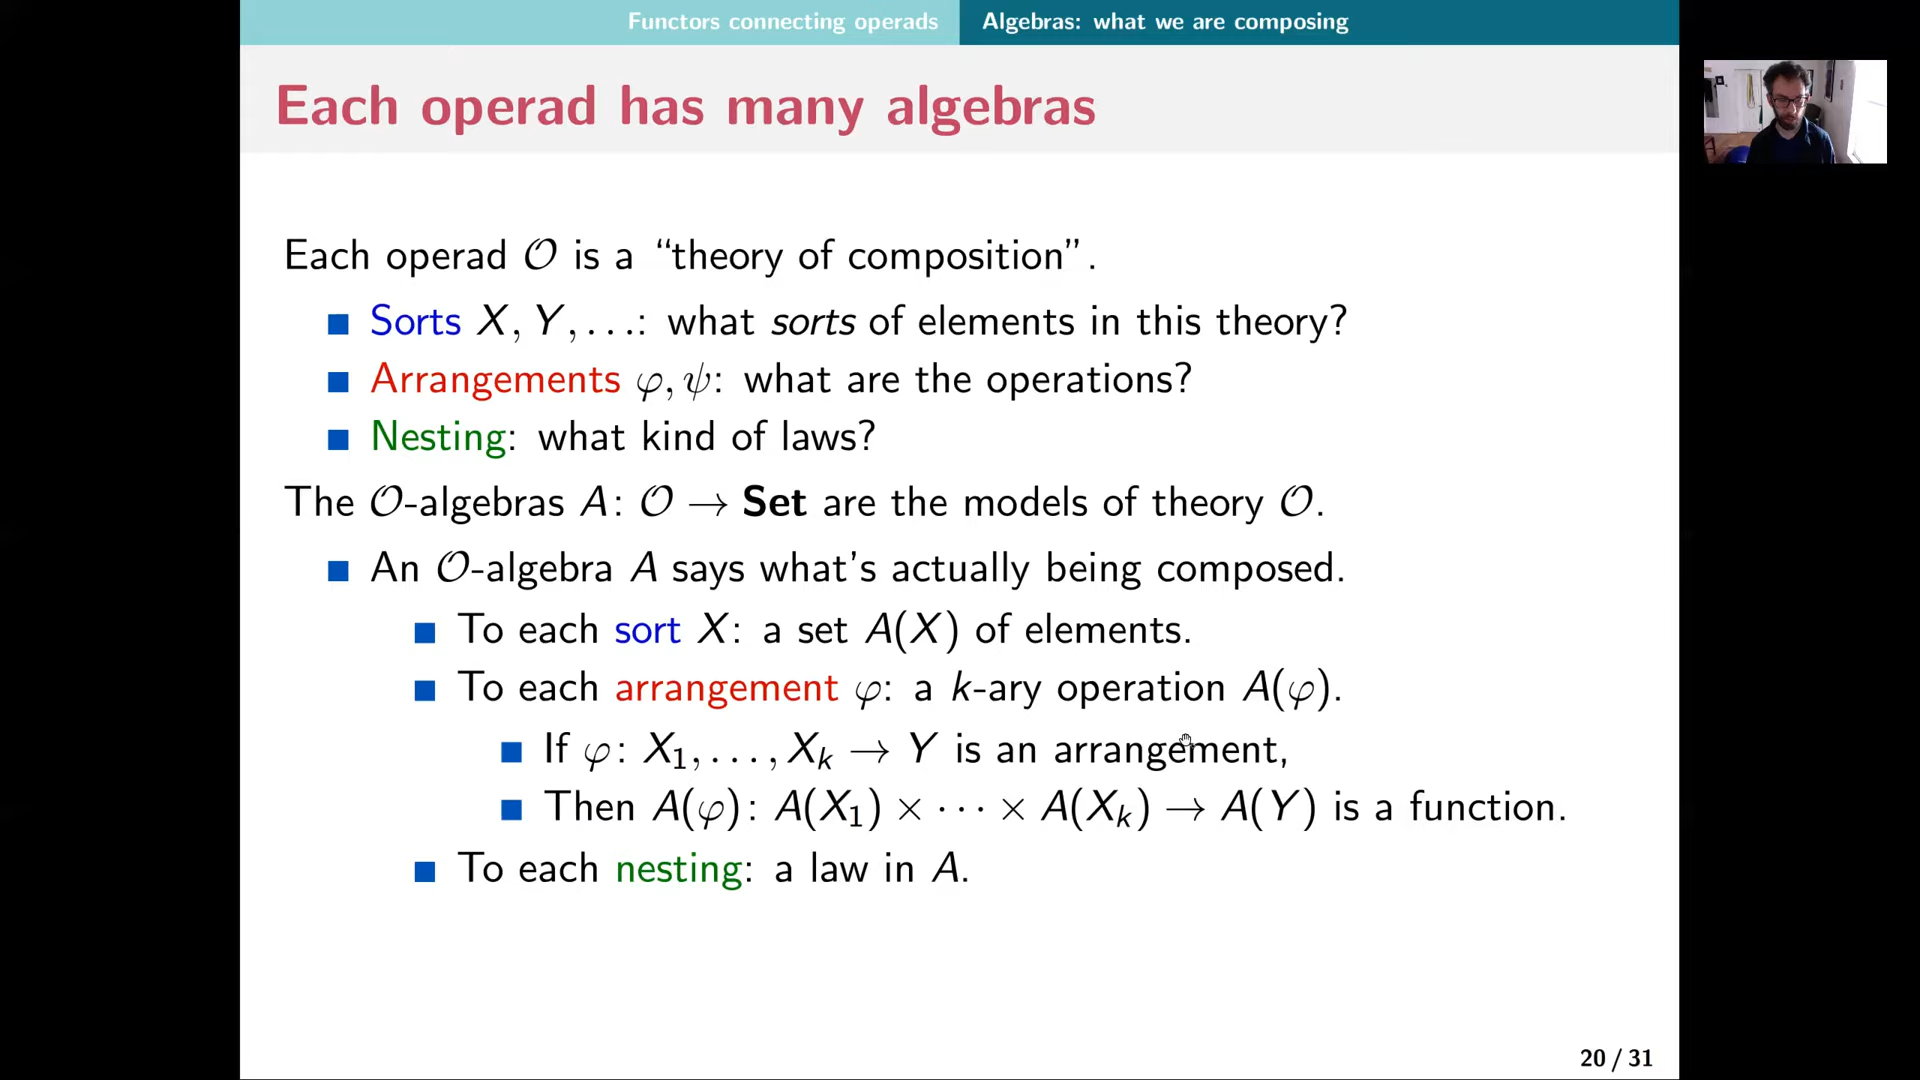 Functors connecting operads
Algebras: what we are composing
Each operad has many algebras
Each operad 𝒪 is a “theory of composition”.
Sorts X, Y, . . .: what sorts of elements in this theory?
Arrangements φ, ψ: what are the operations?
Nesting: what kind of laws?
The 𝒪-algebras A: 𝒪 → Set are the models of theory 𝒪.
An 𝒪-algebra A says what's actually being composed.
To each sort X: a set A(X) of elements.
To each arrangement φ: a k-ary operation A(φ).
If φ: X₁, . . . , Xₖ → Y is an arrangement,
Then A(φ): A(X₁) × · · · × A(Xₖ) → A(Y) is a function.
To each nesting: a law in A.
20 / 31